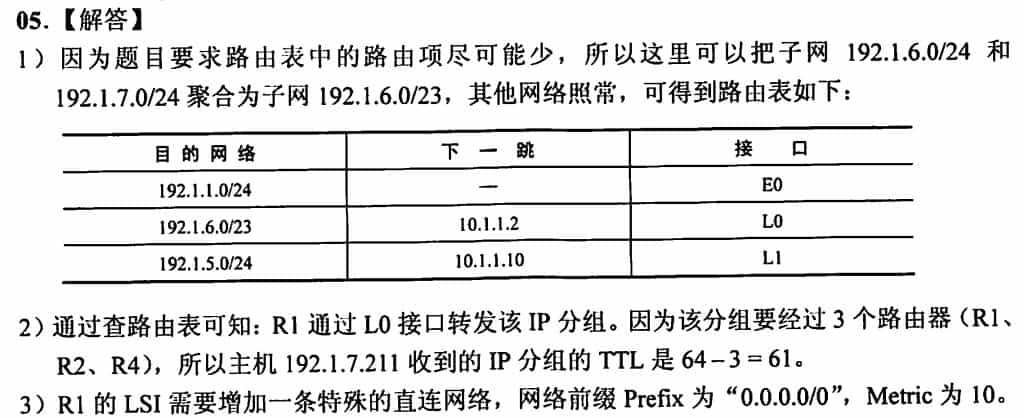 05.【解答】
1）因为题目要求路由表中的路由项尽可能少，所以这里可以把子网 192.1.6.0/24 和
192.1.7.0/24 聚合为子网 192.1.6.0/23，其他网络照常，可得到路由表如下：
目的网络 下一跳 接口
192.1.1.0/24 — E0
192.1.6.0/23 10.1.1.2 L0
192.1.5.0/24 10.1.1.10 L1
2）通过查路由表可知：R1 通过 L0 接口转发该 IP 分组。因为该分组要经过 3 个路由器（R1、
R2、R4），所以主机 192.1.7.211 收到的 IP 分组的 TTL 是 64－3＝61。
3）R1 的 LSI 需要增加一条特殊的直连网络，网络前缀 Prefix 为“0.0.0.0/0”，Metric 为 10。